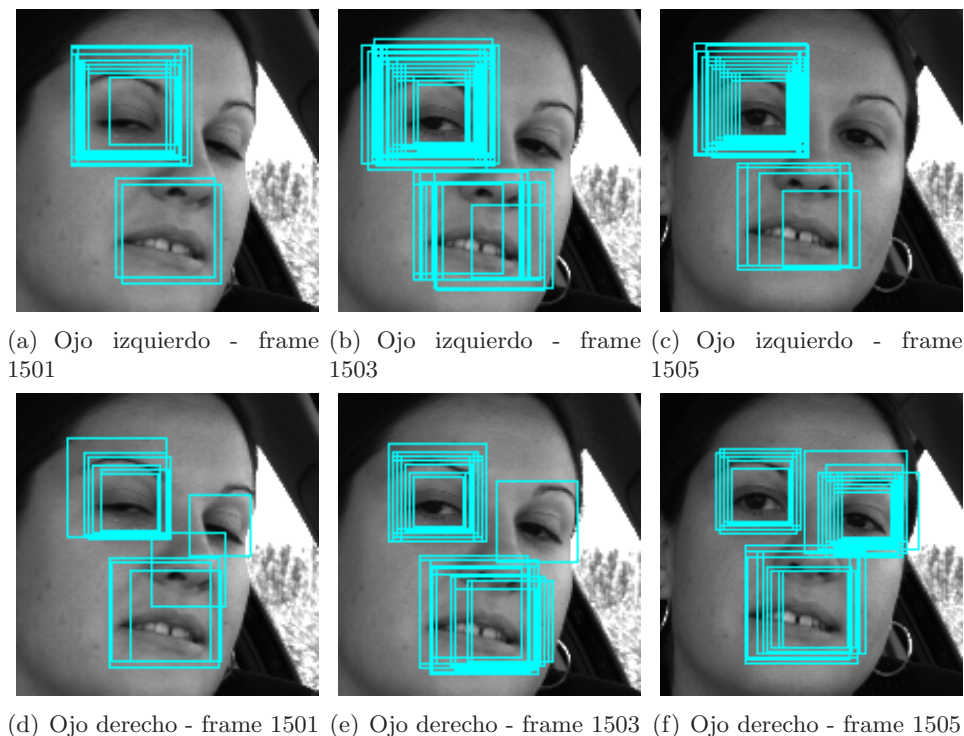 (a) Ojo izquierdo - frame
1501
(b) Ojo izquierdo - frame
1503
(c) Ojo izquierdo - frame
1505
(d) Ojo derecho - frame 1501
(e) Ojo derecho - frame 1503
(f) Ojo derecho - frame 1505